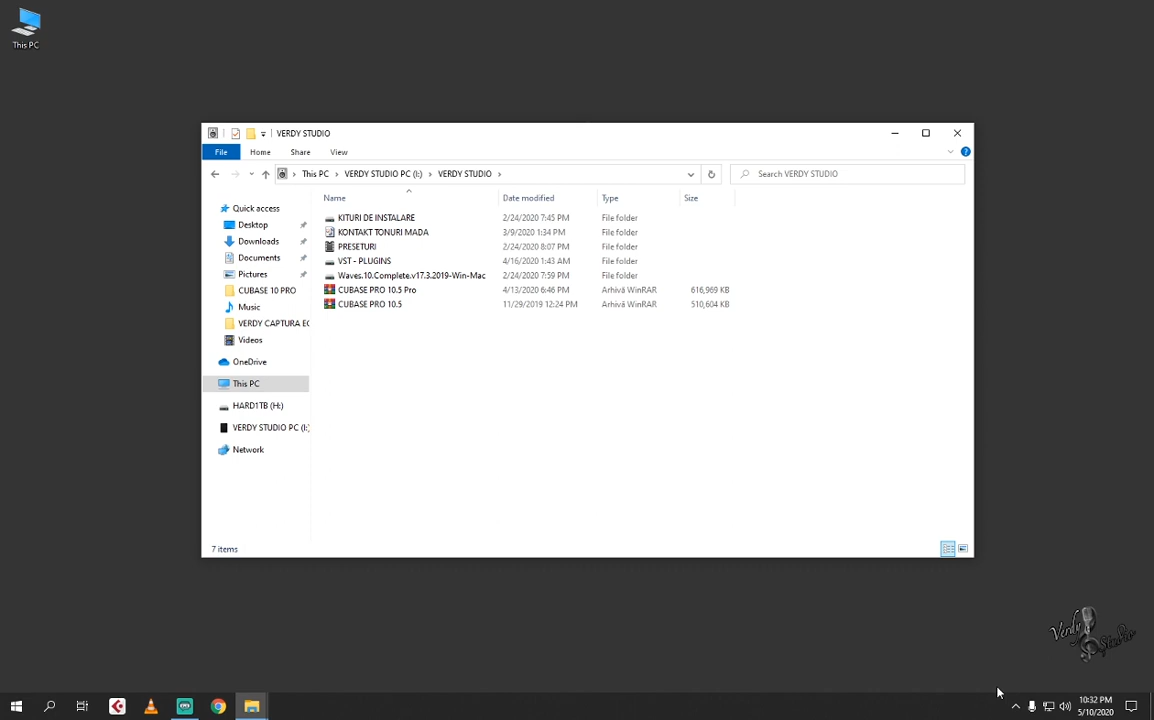 This PC
VERDY STUDIO
File Home Share View
This PC VERDY STUDIO PC (I:) VERDY STUDIO
Search VERDY STUDIO
Name Date modified Type Size
Quick access
Desktop
Downloads
Documents
Pictures
CUBASE 10 PRO
Music
VERDY CAPTURA EC
Videos
OneDrive
This PC
HARD1TB (H:)
VERDY STUDIO PC (I:)
Network
KITURI DE INSTALARE 2/24/2020 7:45 PM File folder
KONTAKT TONURI MADA 3/9/2020 1:34 PM File folder
PRESETURI 2/24/2020 8:07 PM File folder
VST - PLUGINS 4/16/2020 1:43 AM File folder
Waves.10.Complete.v17.3.2019-Win-Mac 2/24/2020 7:59 PM File folder
CUBASE PRO 10.5 Pro 4/13/2020 6:46 PM Arhivă WinRAR 616,969 KB
CUBASE PRO 10.5 11/29/2019 12:24 PM Arhivă WinRAR 510,604 KB
7 items
Verdy Studio
10:32 PM
5/10/2020